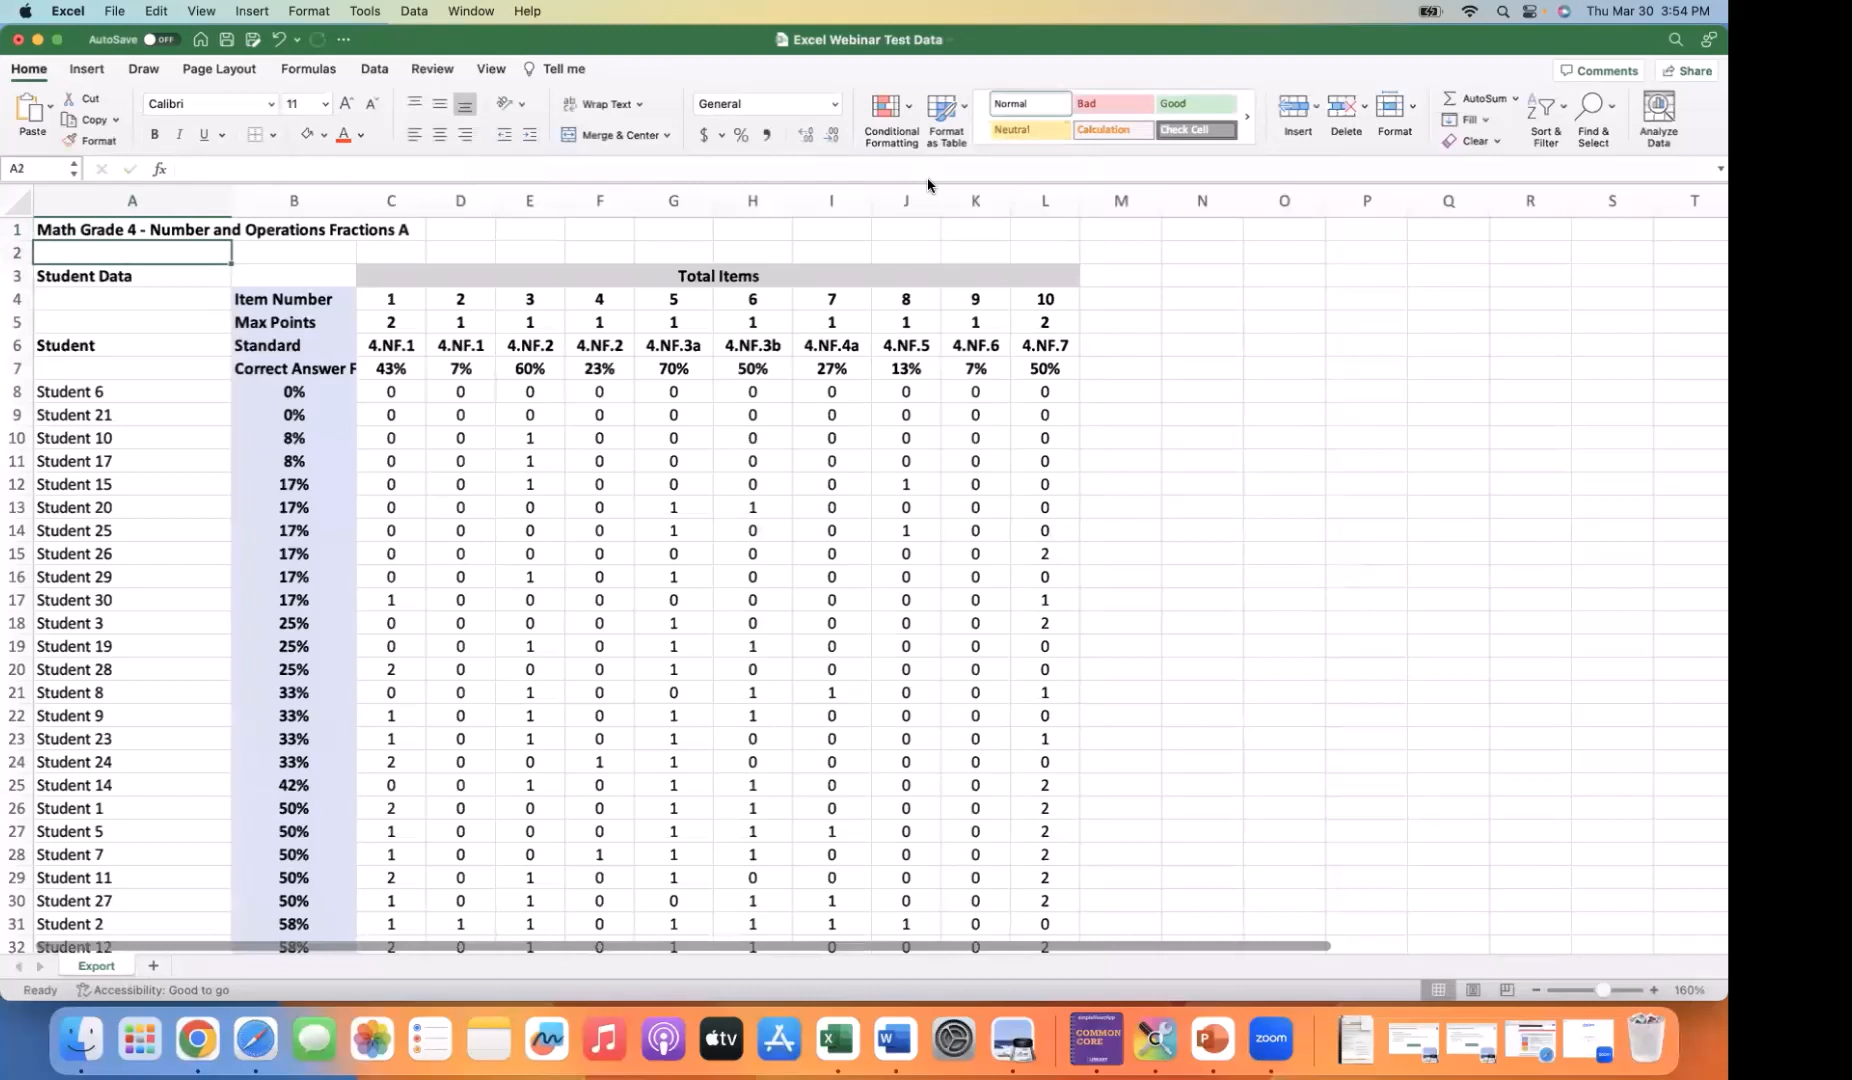 Excel File Edit View Insert Format Tools Data Window Help Thu Mar 30 3:54 PM
AutoSave OFF Excel Webinar Test Data
Home Insert Draw Page Layout Formulas Data Review View Tell me Comments Share
Paste Cut Copy Format Calibri 11 Wrap Text Merge & Center General Conditional Formatting Format as Table Normal Bad Good Neutral Calculation Check Cell Insert Delete Format AutoSum Fill Clear Sort & Filter Find & Select Analyze Data
A2 fx
A B C D E F G H I J K L M N O P Q R S T
1 Math Grade 4 - Number and Operations Fractions A
2
3 Student Data Total Items
4 Item Number 1 2 3 4 5 6 7 8 9 10
5 Max Points 2 1 1 1 1 1 1 1 1 2
6 Student Standard 4.NF.1 4.NF.1 4.NF.2 4.NF.2 4.NF.3a 4.NF.3b 4.NF.4a 4.NF.5 4.NF.6 4.NF.7
7 Correct Answer F 43% 7% 60% 23% 70% 50% 27% 13% 7% 50%
8 Student 6 0% 0 0 0 0 0 0 0 0 0 0
9 Student 21 0% 0 0 0 0 0 0 0 0 0 0
10 Student 10 8% 0 0 1 0 0 0 0 0 0 0
11 Student 17 8% 0 0 1 0 0 0 0 0 0 0
12 Student 15 17% 0 0 1 0 0 0 0 1 0 0
13 Student 20 17% 0 0 0 0 1 1 0 0 0 0
14 Student 25 17% 0 0 0 0 1 0 0 1 0 0
15 Student 26 17% 0 0 0 0 0 0 0 0 0 2
16 Student 29 17% 0 0 1 0 1 0 0 0 0 0
17 Student 30 17% 1 0 0 0 0 0 0 0 0 1
18 Student 3 25% 0 0 0 0 1 0 0 0 0 2
19 Student 19 25% 0 0 1 0 1 1 0 0 0 0
20 Student 28 25% 2 0 0 0 1 0 0 0 0 0
21 Student 8 33% 0 0 1 0 0 1 1 0 0 1
22 Student 9 33% 1 0 1 0 1 1 0 0 0 0
23 Student 23 33% 1 0 1 0 1 0 0 0 0 1
24 Student 24 33% 2 0 0 1 1 0 0 0 0 0
25 Student 14 42% 0 0 1 0 1 1 0 0 0 2
26 Student 1 50% 2 0 0 0 1 1 0 0 0 2
27 Student 5 50% 1 0 0 0 1 1 1 0 0 2
28 Student 7 50% 1 0 0 1 1 1 0 0 0 2
29 Student 11 50% 2 0 1 0 1 0 0 0 0 2
30 Student 27 50% 1 0 1 0 0 1 1 0 0 2
31 Student 2 58% 1 1 1 0 1 1 1 1 0 0
32 Student 12 58% 2 0 1 0 1 1 0 0 0 2
Export
Ready Accessibility: Good to go 160%
tv COMMON CORE zoom